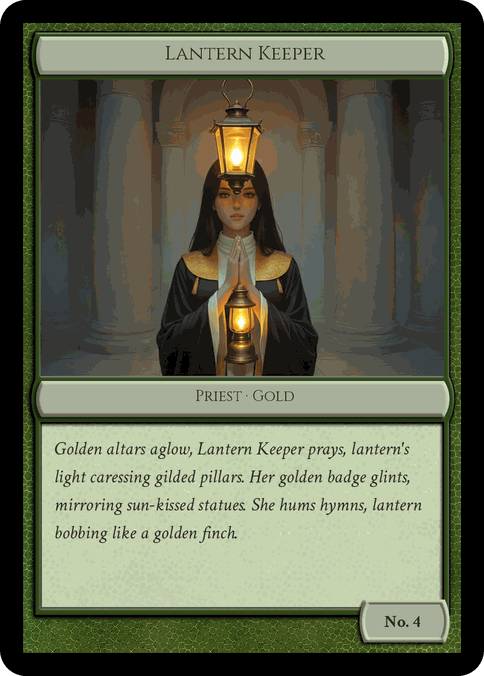 Lantern Keeper
Priest · Gold
Golden altars aglow, Lantern Keeper prays, lantern's
light caressing gilded pillars. Her golden badge glints,
mirroring sun-kissed statues. She hums hymns, lantern
bobbing like a golden finch.
No. 4